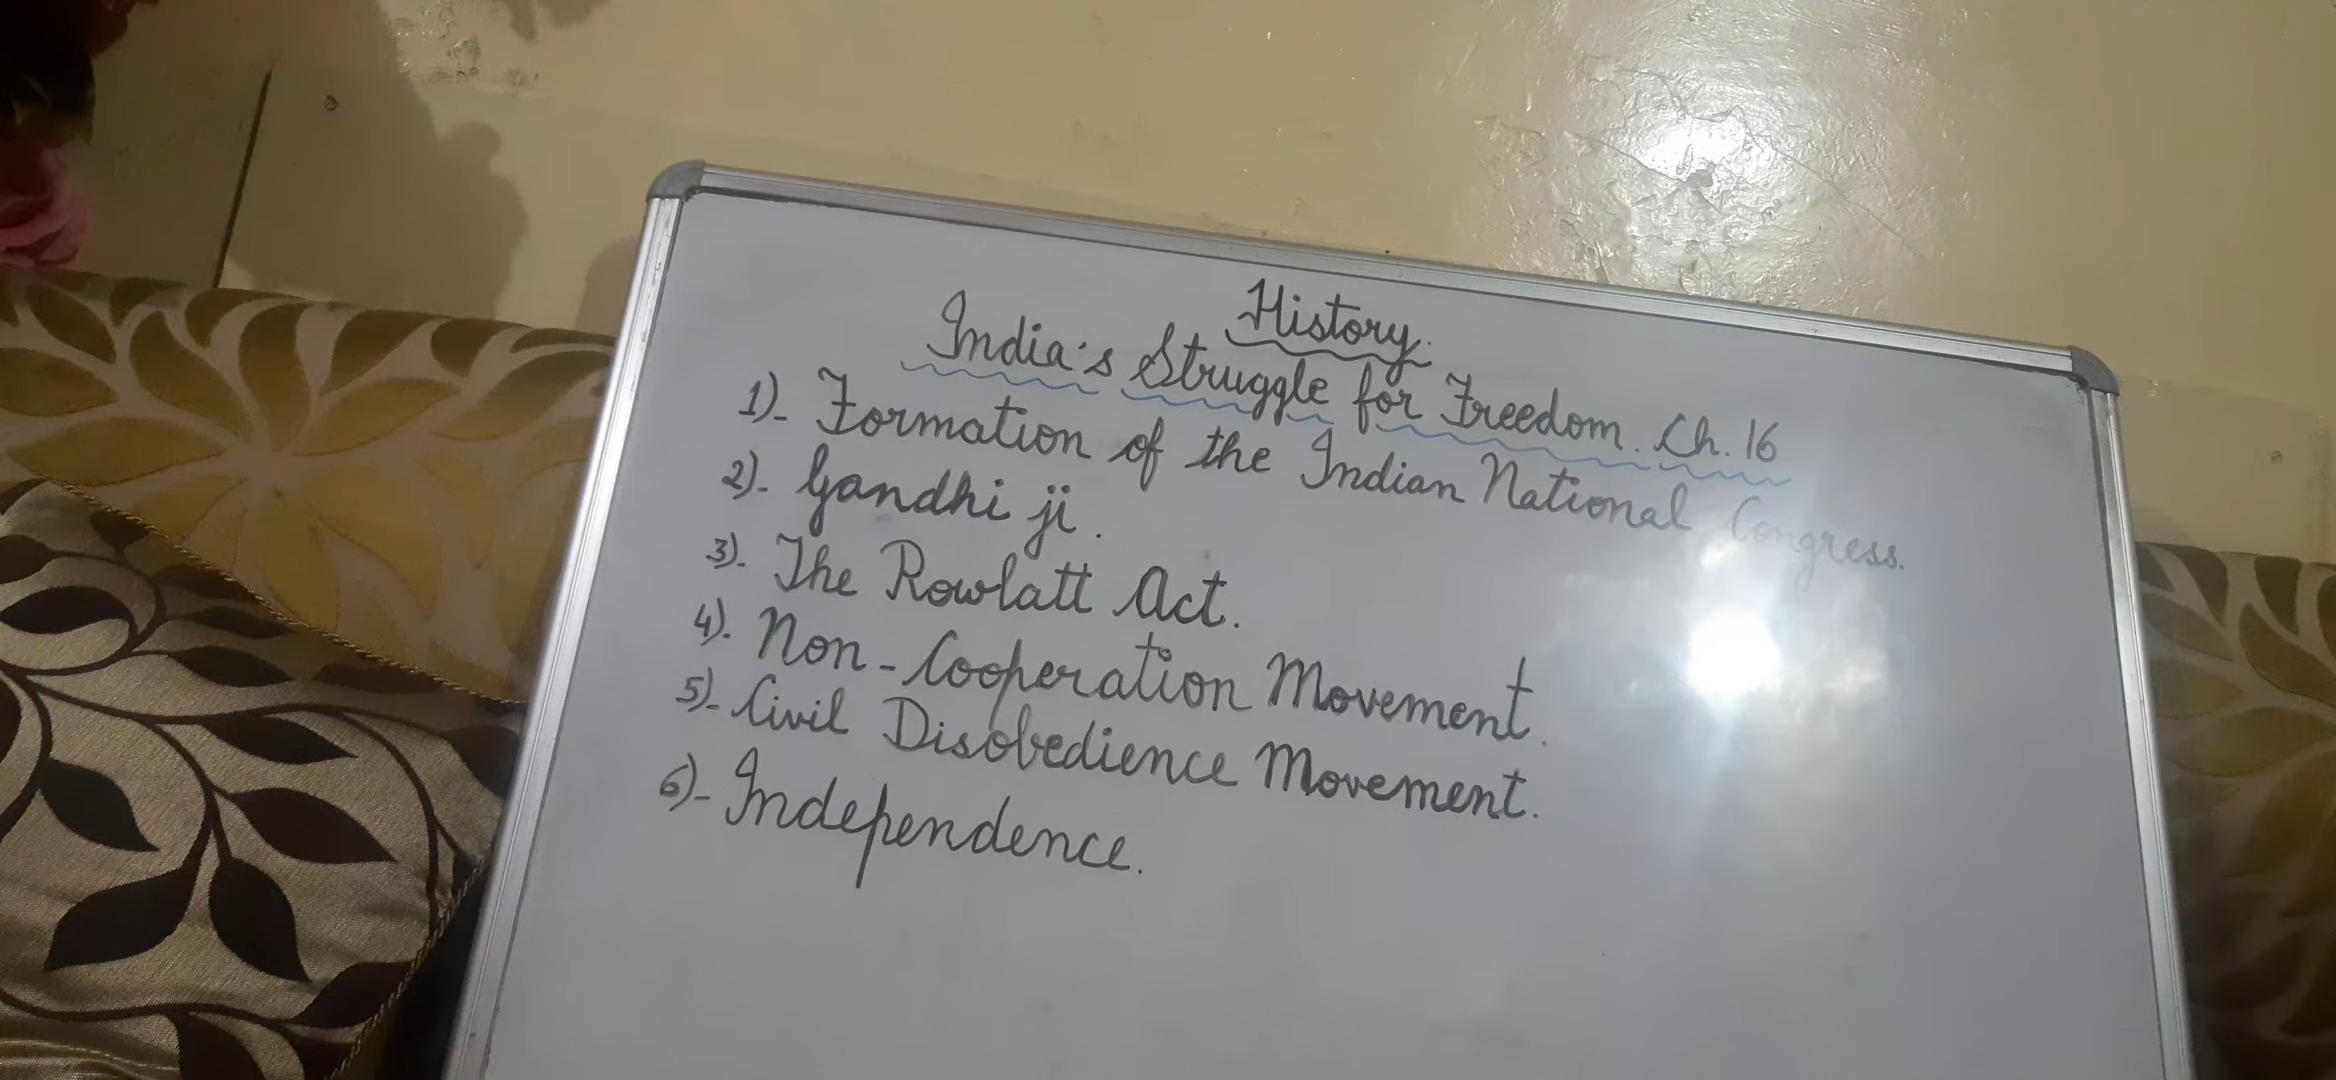 History.
India's Struggle for Freedom. Ch. 16
1)- Formation of the Indian National Congress.
2)- Gandhi ji.
3)- The Rowlatt Act.
4)- Non-Cooperation Movement.
5)- Civil Disobedience Movement.
6)- Independence.